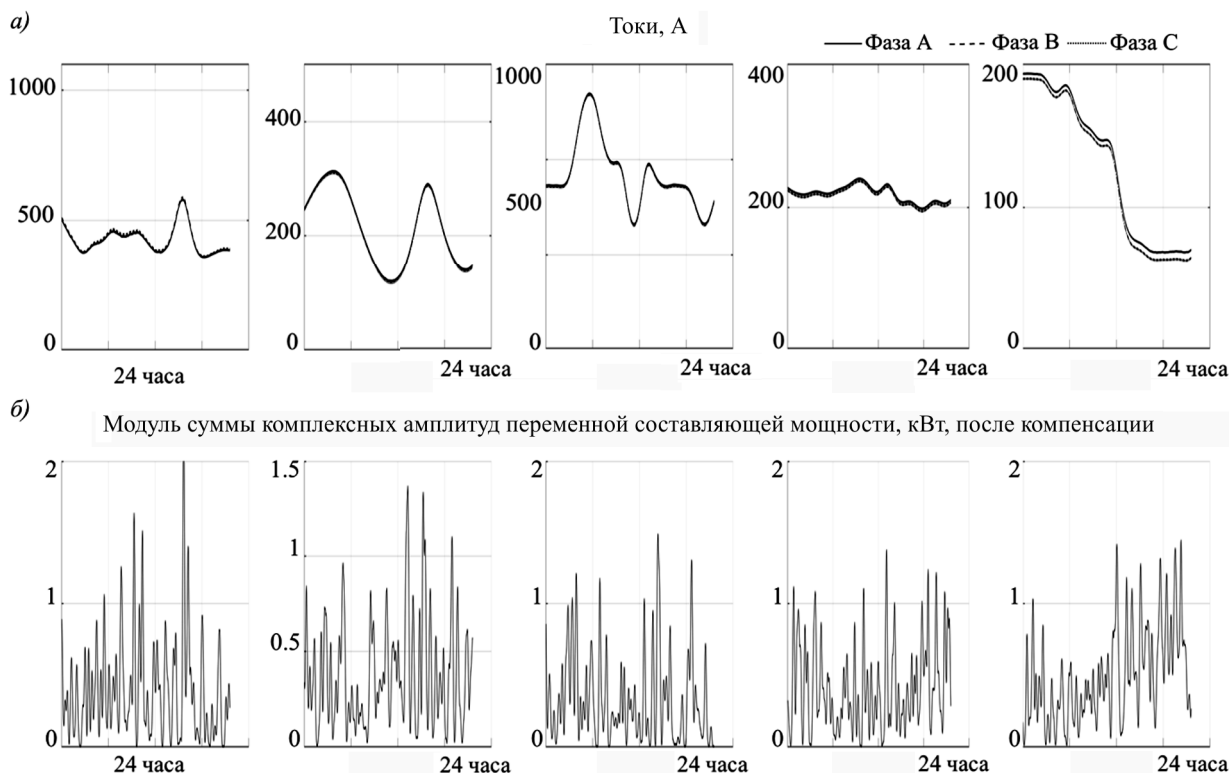 а)
Токи, А
Фаза А Фаза В Фаза С
1000 500 0
400 200 0
1000 500 0
400 200 0
200 100 0
24 часа 24 часа 24 часа 24 часа 24 часа
б)
Модуль суммы комплексных амплитуд переменной составляющей мощности, кВт, после компенсации
2 1 0
1.5 1 0.5 0
2 1 0
2 1 0
2 1 0
24 часа 24 часа 24 часа 24 часа 24 часа